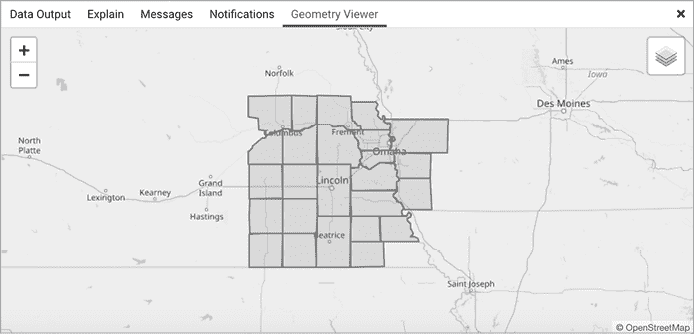 Data Output Explain Messages Notifications Geometry Viewer ×
+
−
Sioux City
Norfolk
Ames
Iowa
Des Moines
Columbus
Fremont
Omaha
North
Platte
Grand
Island
Lincoln
Lexington
Kearney
Hastings
Beatrice
Saint Joseph
© OpenStreetMap